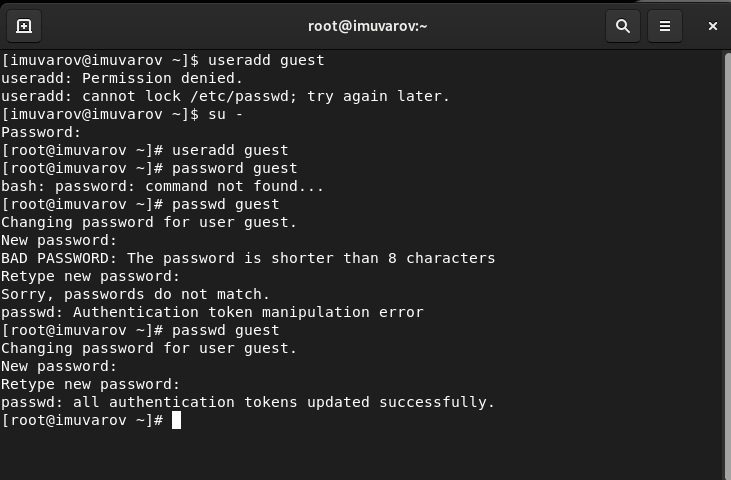 root@imuvarov:~
[imuvarov@imuvarov ~]$ useradd guest
useradd: Permission denied.
useradd: cannot lock /etc/passwd; try again later.
[imuvarov@imuvarov ~]$ su -
Password:
[root@imuvarov ~]# useradd guest
[root@imuvarov ~]# password guest
bash: password: command not found...
[root@imuvarov ~]# passwd guest
Changing password for user guest.
New password:
BAD PASSWORD: The password is shorter than 8 characters
Retype new password:
Sorry, passwords do not match.
passwd: Authentication token manipulation error
[root@imuvarov ~]# passwd guest
Changing password for user guest.
New password:
Retype new password:
passwd: all authentication tokens updated successfully.
[root@imuvarov ~]#